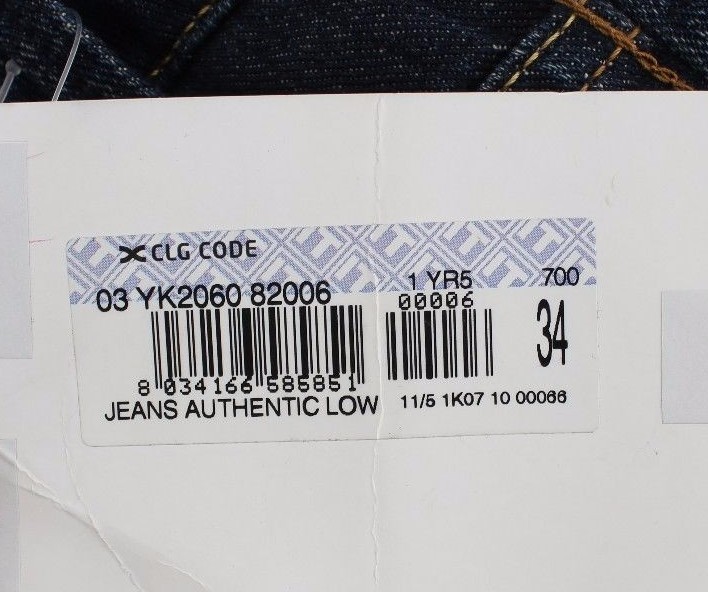 CLG CODE
03 YK2060 82006 1 YR5 700
00006
34
8 034166 585851
JEANS AUTHENTIC LOW 11/5 1K07 10 00066